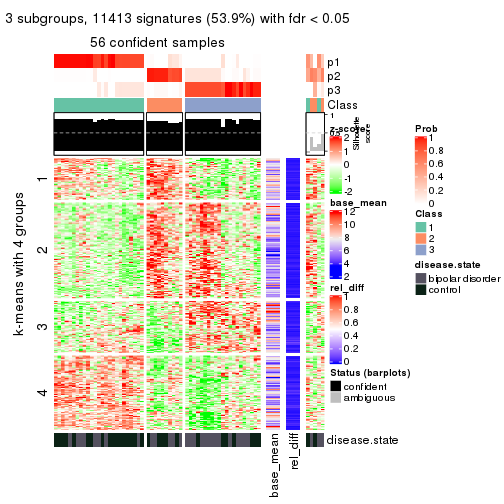 3 subgroups, 11413 signatures (53.9%) with fdr < 0.05
56 confident samples
p1
p2
p3
Class
1
Silhouette
score
z-score
2
1
0
-1
-2
base_mean
12
10
8
6
4
2
rel_diff
1
0.8
0.6
0.4
0.2
0
Status (barplots)
confident
ambiguous
Prob
1
0.8
0.6
0.4
0.2
0
Class
1
2
3
disease.state
bipolar disorder
control
k-means with 4 groups
1
2
3
4
disease.state
base_mean
rel_diff